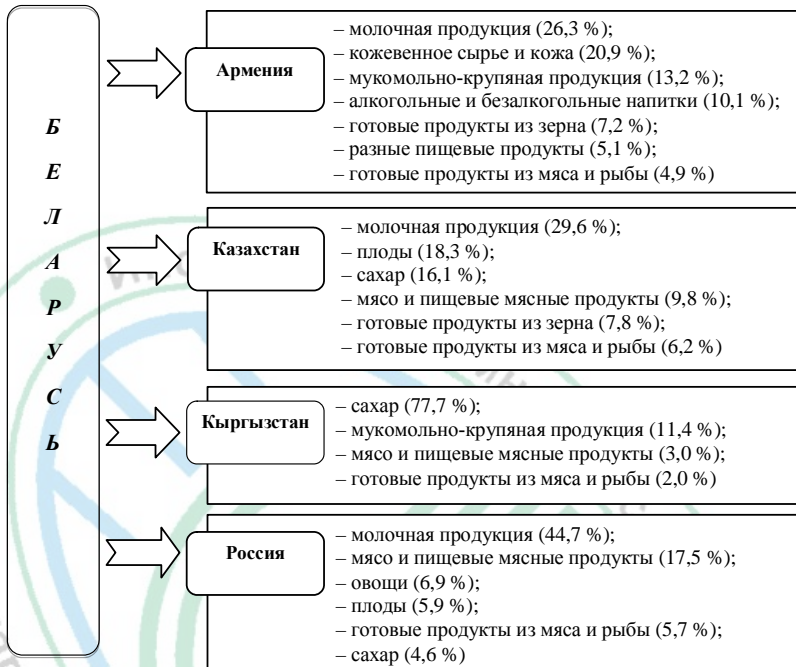 БЕЛАРУСЬ
Армения
– молочная продукция (26,3 %);
– кожевенное сырье и кожа (20,9 %);
– мукомольно-крупяная продукция (13,2 %);
– алкогольные и безалкогольные напитки (10,1 %);
– готовые продукты из зерна (7,2 %);
– разные пищевые продукты (5,1 %);
– готовые продукты из мяса и рыбы (4,9 %)
Казахстан
– молочная продукция (29,6 %);
– плоды (18,3 %);
– сахар (16,1 %);
– мясо и пищевые мясные продукты (9,8 %);
– готовые продукты из зерна (7,8 %);
– готовые продукты из мяса и рыбы (6,2 %)
Кыргызстан
– сахар (77,7 %);
– мукомольно-крупяная продукция (11,4 %);
– мясо и пищевые мясные продукты (3,0 %);
– готовые продукты из мяса и рыбы (2,0 %)
Россия
– молочная продукция (44,7 %);
– мясо и пищевые мясные продукты (17,5 %);
– овощи (6,9 %);
– плоды (5,9 %);
– готовые продукты из мяса и рыбы (5,7 %);
– сахар (4,6 %)